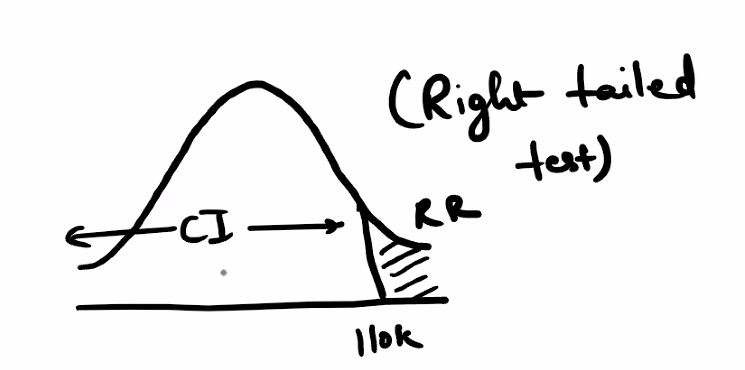 (Right tailed
test)
RR
CI
110k